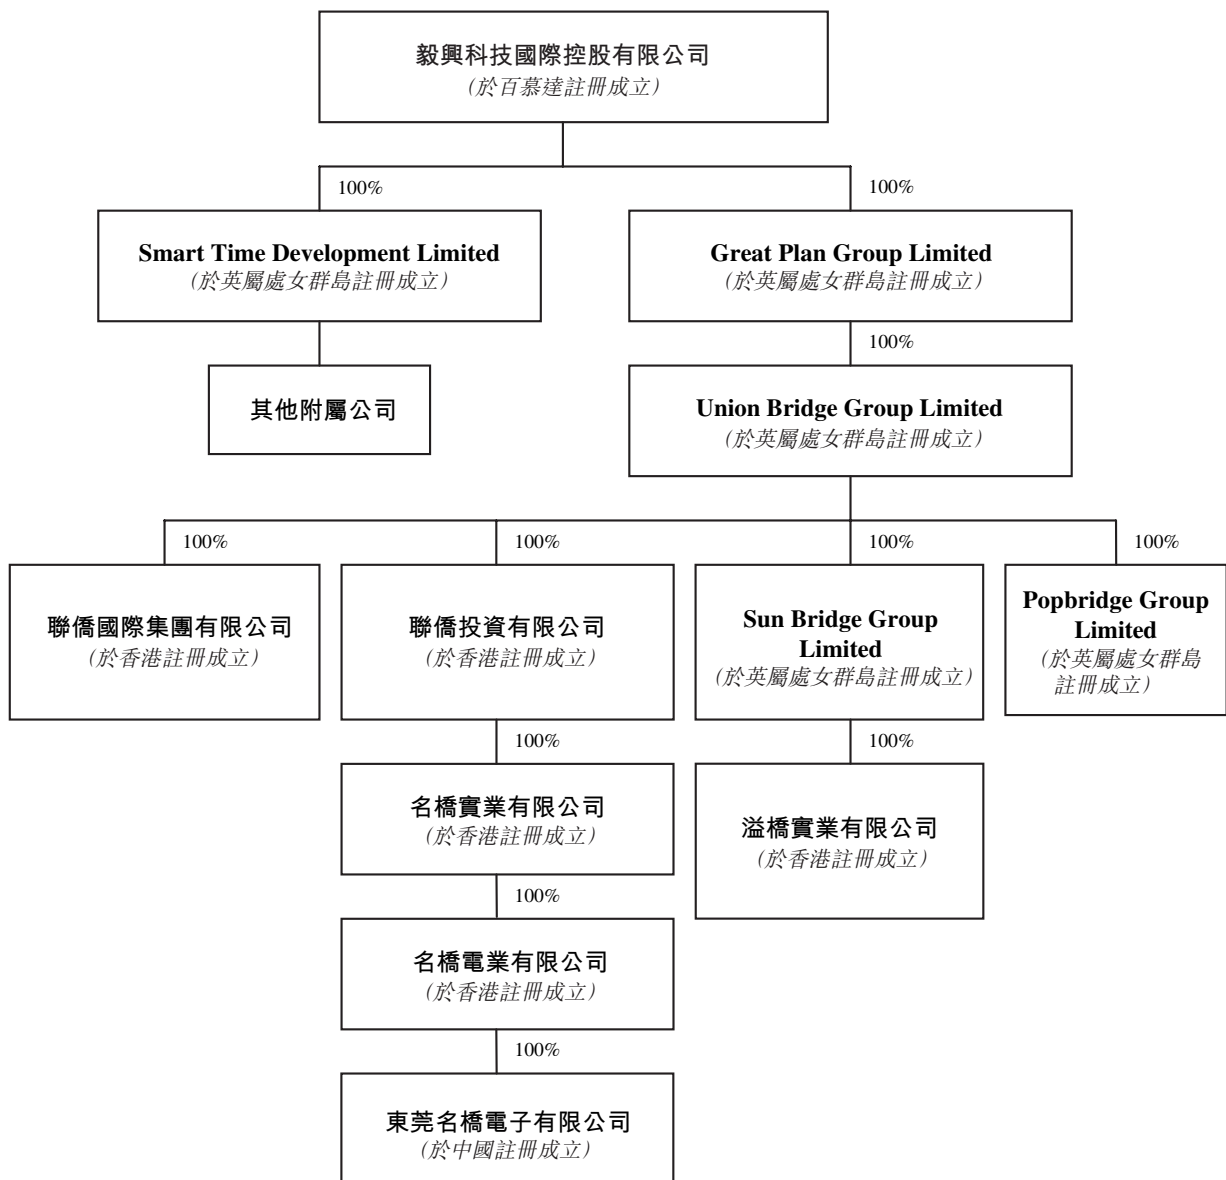 毅興科技國際控股有限公司
(於百慕達註冊成立)
100%
100%
Smart Time Development Limited
(於英屬處女群島註冊成立)
Great Plan Group Limited
(於英屬處女群島註冊成立)
100%
其他附屬公司
Union Bridge Group Limited
(於英屬處女群島註冊成立)
100%
100%
100%
100%
聯僑國際集團有限公司
(於香港註冊成立)
聯僑投資有限公司
(於香港註冊成立)
Sun Bridge Group
Limited
(於英屬處女群島註冊成立)
Popbridge Group
Limited
(於英屬處女群島
註冊成立)
100%
100%
名橋實業有限公司
(於香港註冊成立)
溢橋實業有限公司
(於香港註冊成立)
100%
名橋電業有限公司
(於香港註冊成立)
100%
東莞名橋電子有限公司
(於中國註冊成立)